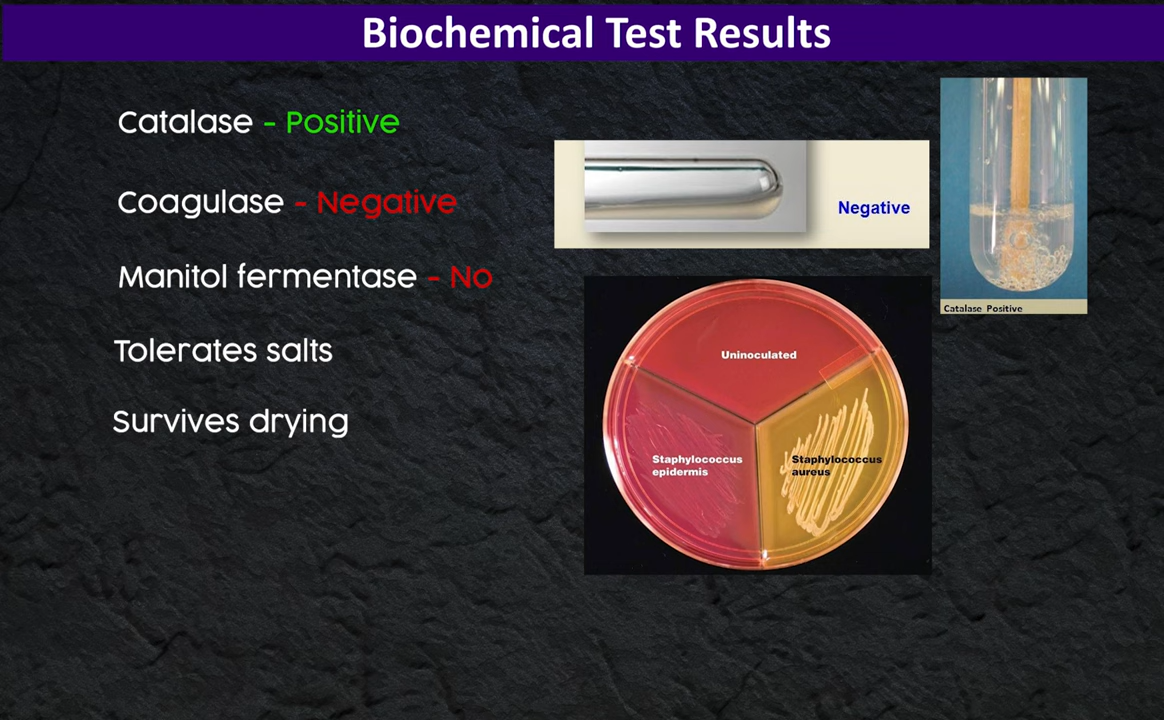 Biochemical Test Results
Catalase - Positive
Coagulase - Negative
Manitol fermentase - No
Tolerates salts
Survives drying
Negative
Catalase Positive
Uninoculated
Staphylococcus
epidermis
Staphylococcus
aureus